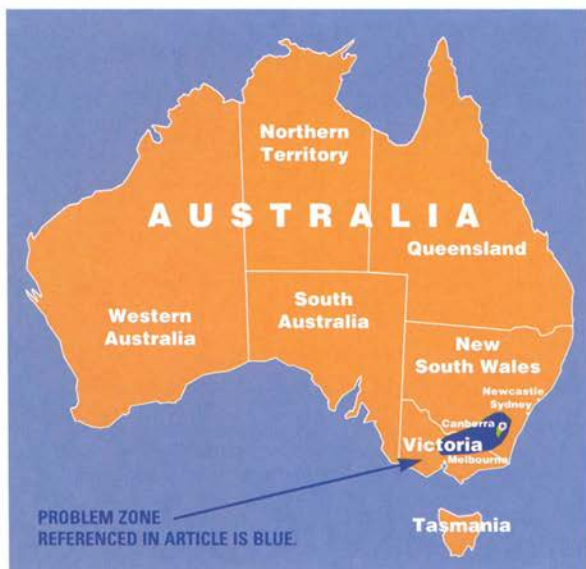 Northern
Territory
AUSTRALIA
Queensland
Western
Australia
South
Australia
New
South Wales
Newcastle
Sydney
Canberra
Victoria
Melbourne
PROBLEM ZONE
REFERENCED IN ARTICLE IS BLUE.
Tasmania